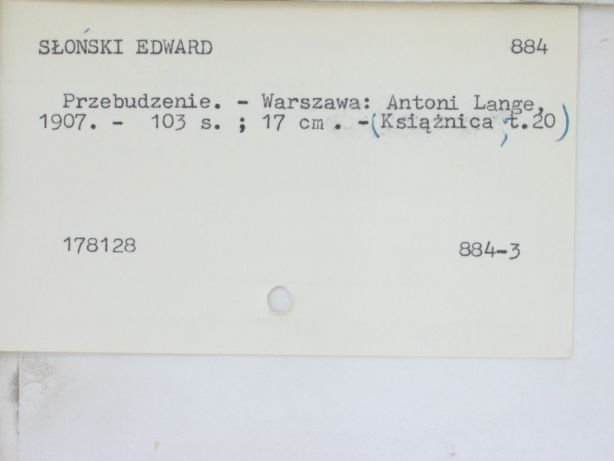 SŁOŃSKI EDWARD 884
Przebudzenie. - Warszawa: Antoni Lange,
1907. - 103 s. ; 17 cm . -(Książnica ; t.20)
178128 884-3